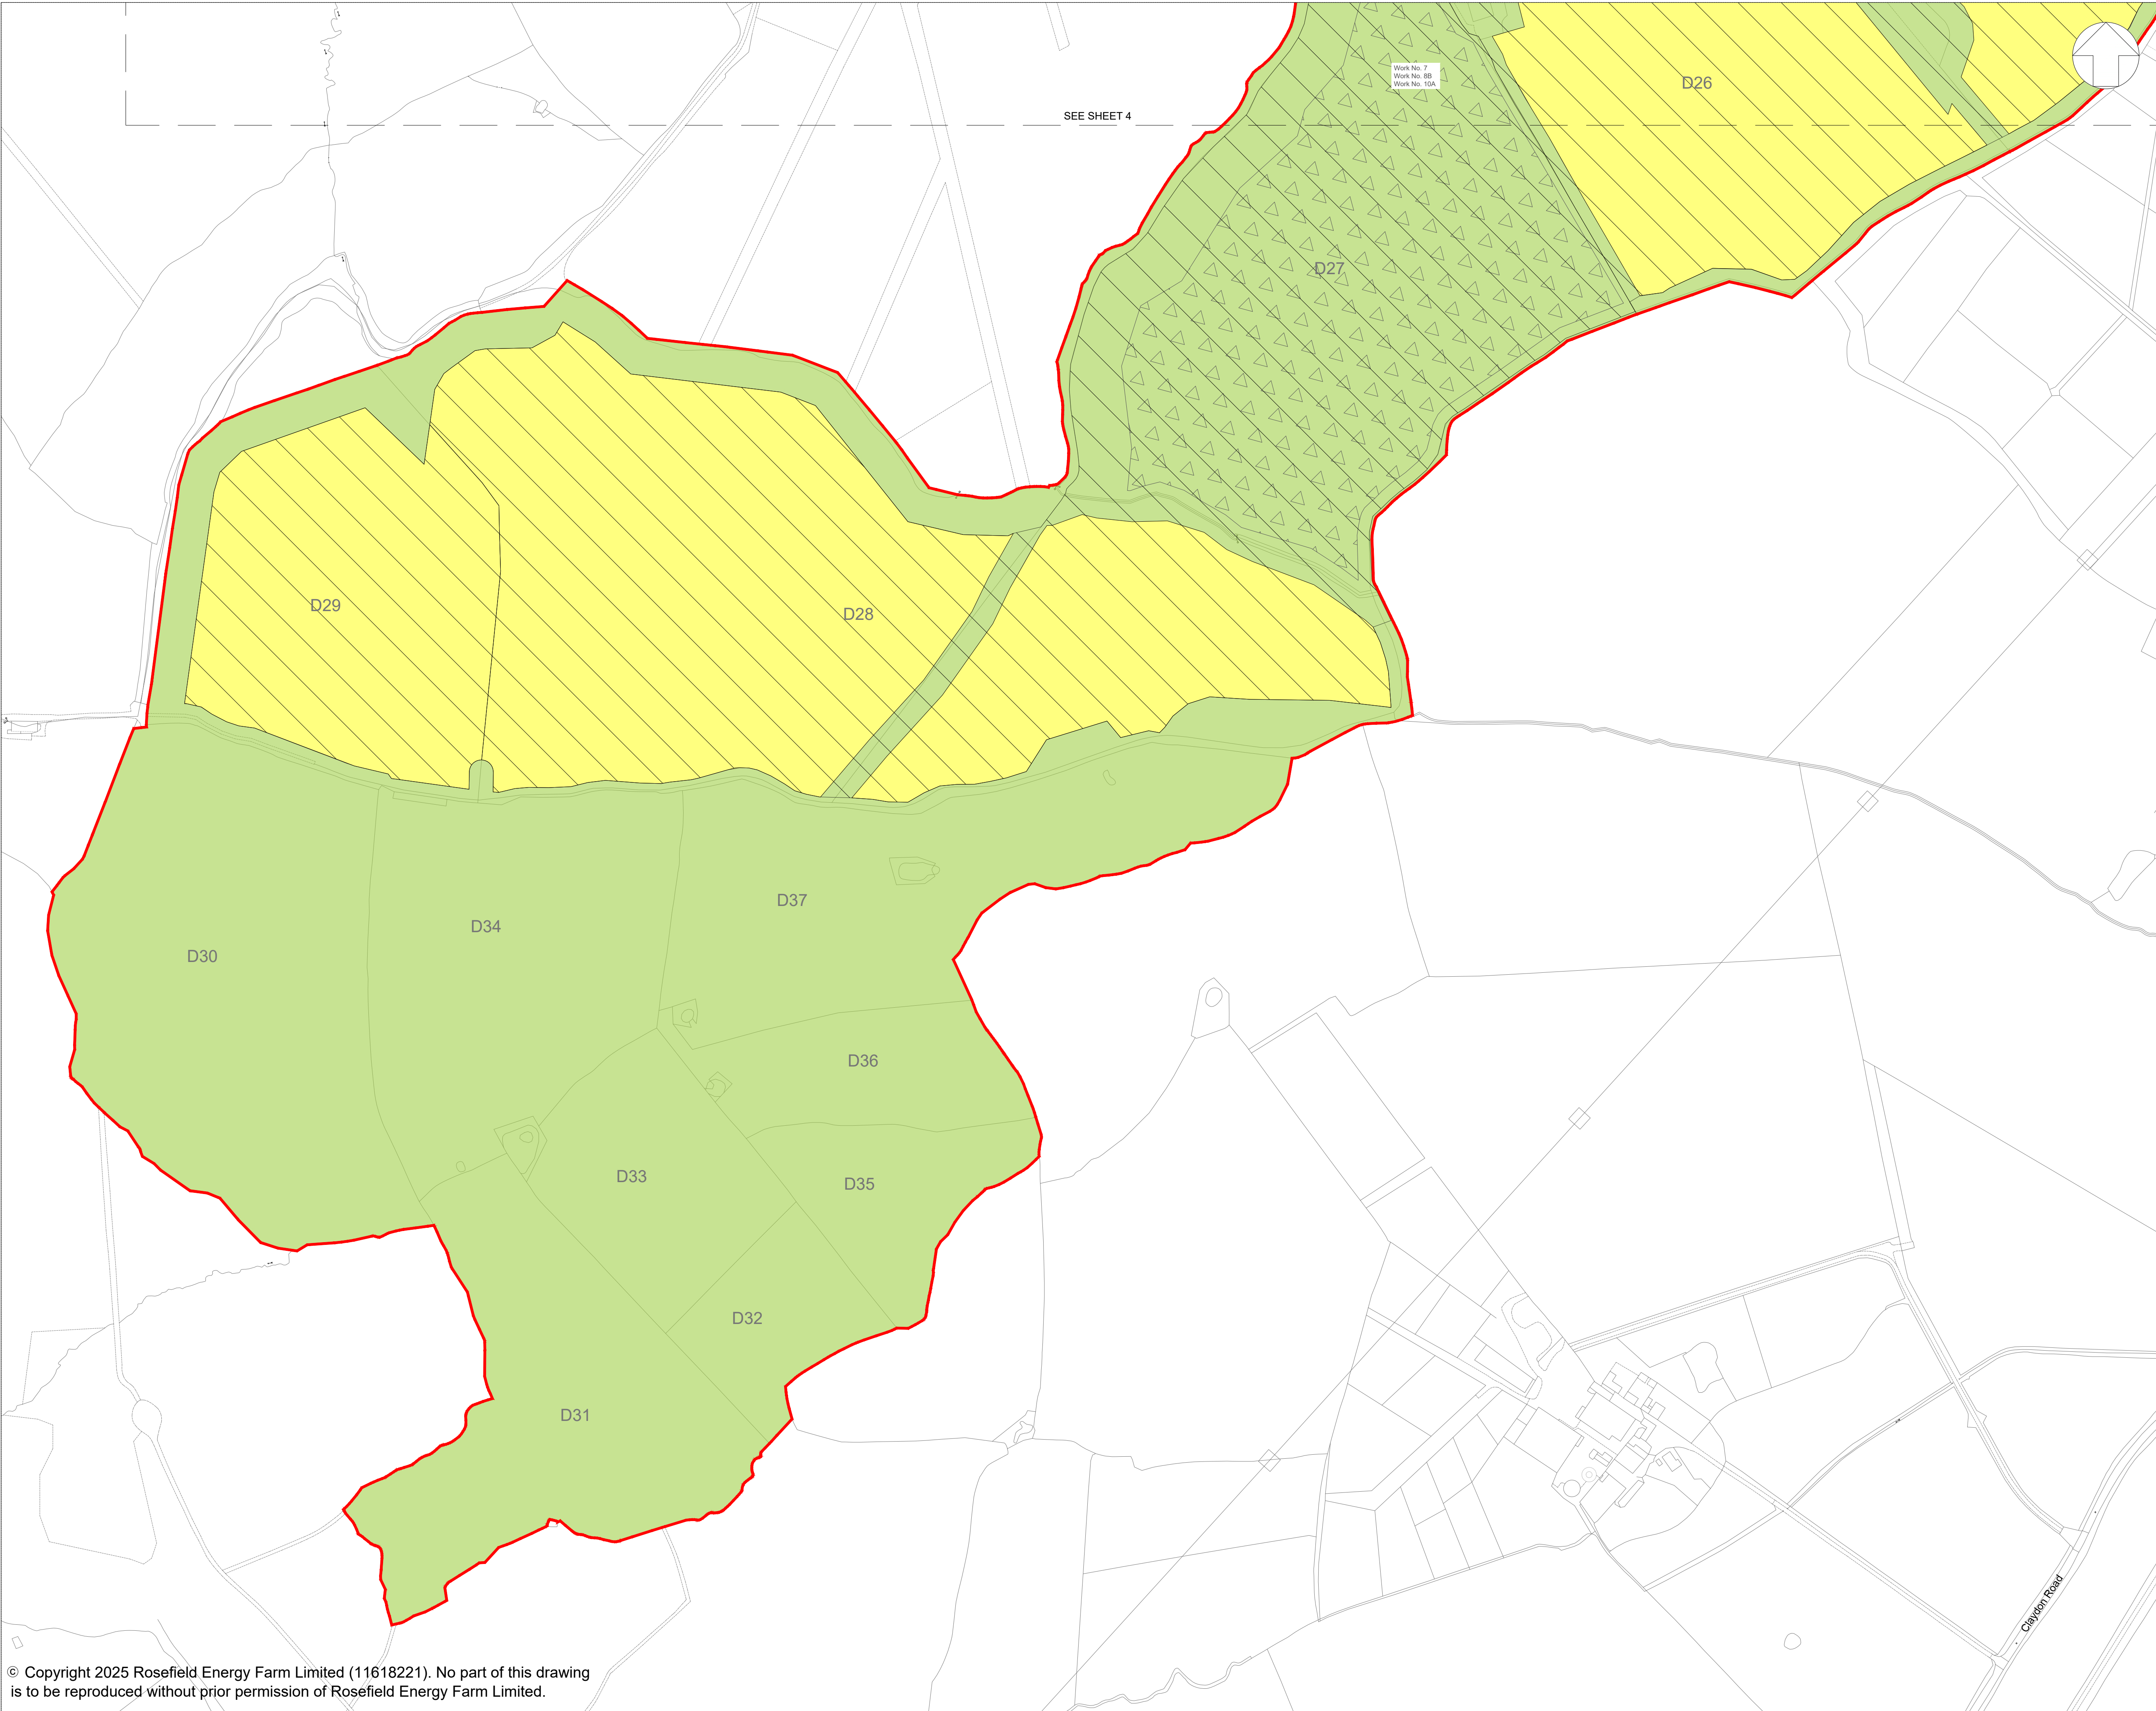 Work No. 7
Work No. 8B
Work No. 10A
D26
SEE SHEET 4
D27
D29
D28
D37
D34
D30
D36
D33
D35
D32
D31
Claydon Road
© Copyright 2025 Rosefield Energy Farm Limited (11618221). No part of this drawing
is to be reproduced without prior permission of Rosefield Energy Farm Limited.